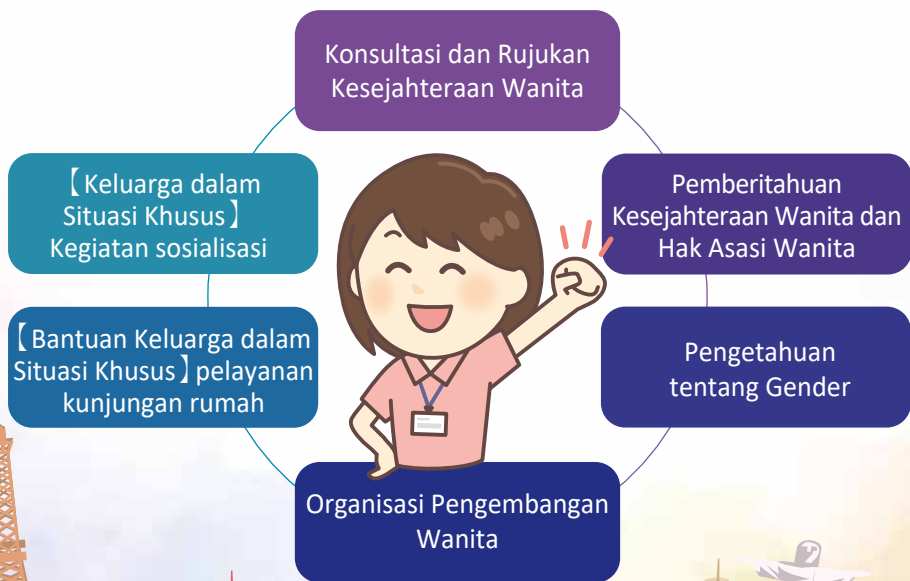 Konsultasi dan Rujukan
Kesejahteraan Wanita
Pemberitahuan
Kesejahteraan Wanita dan
Hak Asasi Wanita
Pengetahuan
tentang Gender
Organisasi Pengembangan
Wanita
【Bantuan Keluarga dalam
Situasi Khusus】pelayanan
kunjungan rumah
【Keluarga dalam
Situasi Khusus】
Kegiatan sosialisasi